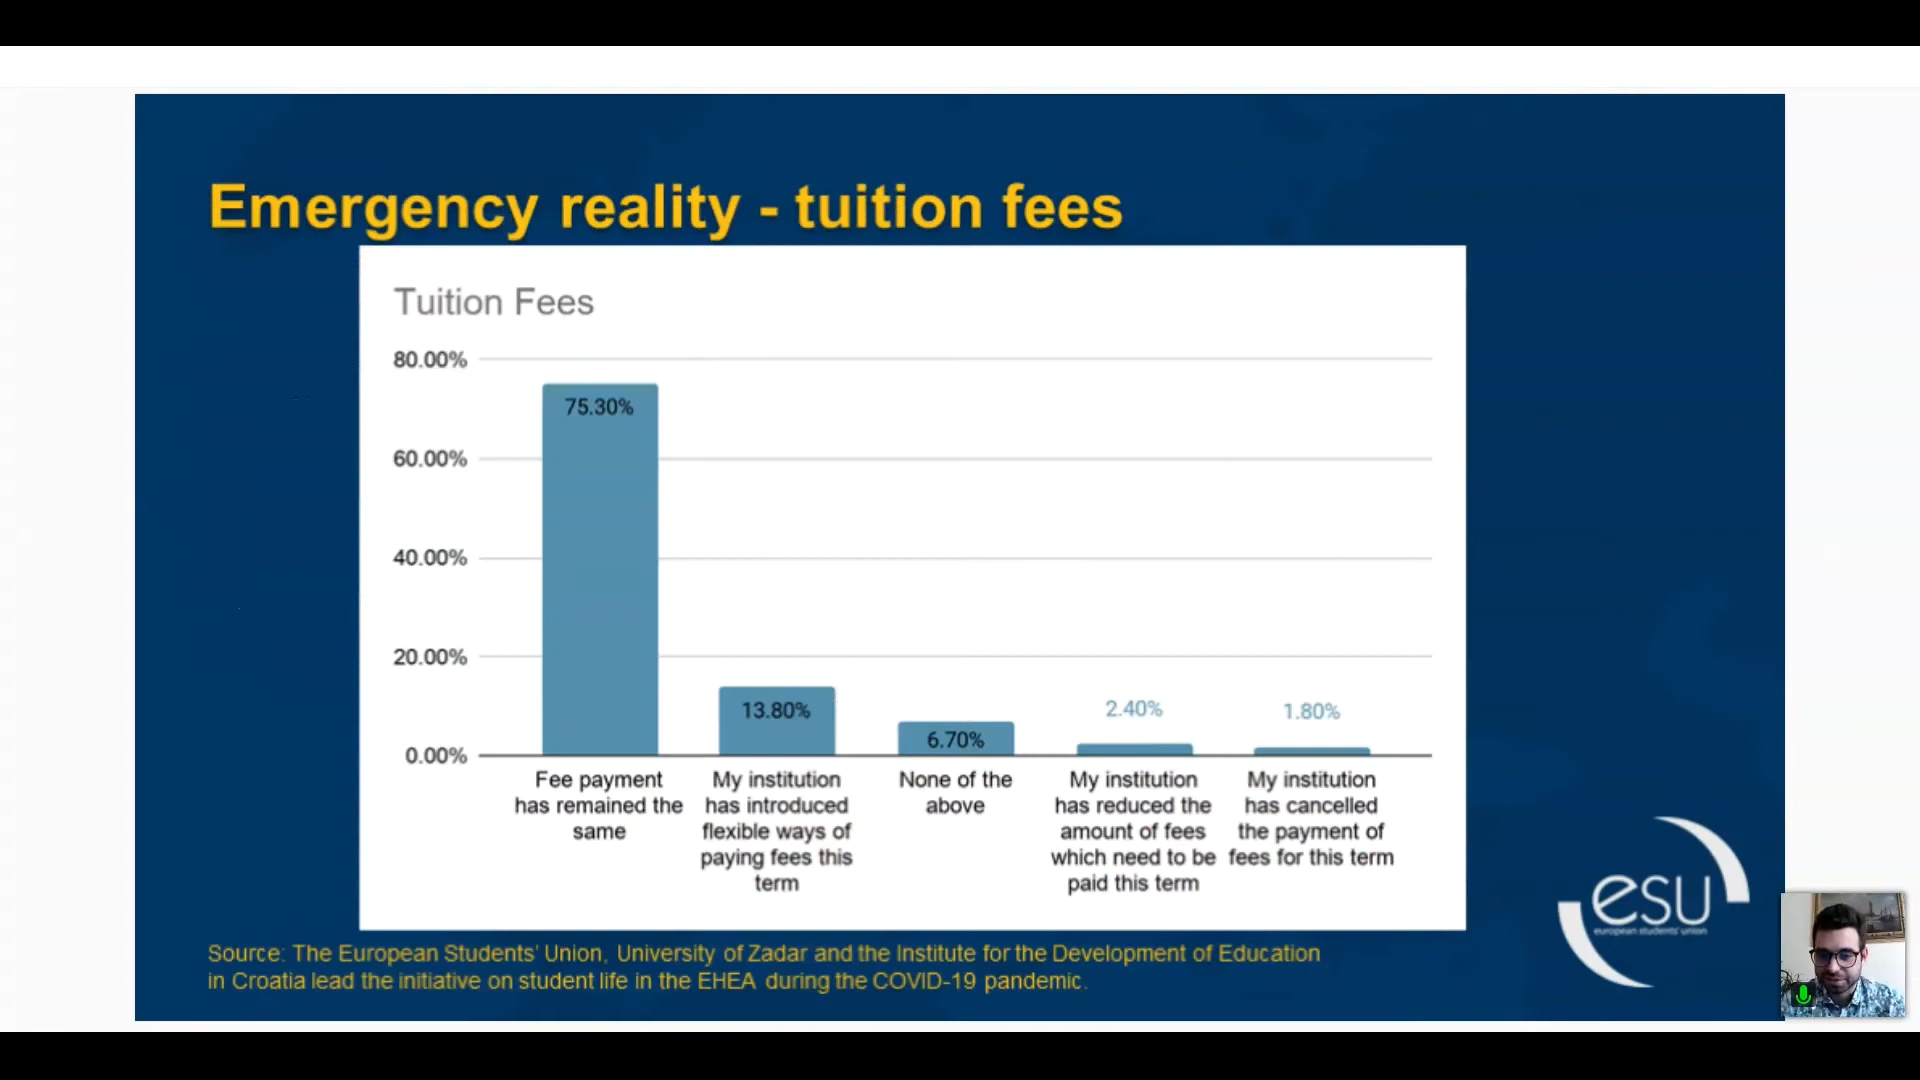 Emergency reality - tuition fees
Tuition Fees
80.00%
60.00%
40.00%
20.00%
0.00%
75.30%
13.80%
6.70%
2.40%
1.80%
Fee payment
has remained the
same
My institution
has introduced
flexible ways of
paying fees this
term
None of the
above
My institution
has reduced the
amount of fees
which need to be
paid this term
My institution
has cancelled
the payment of
fees for this term
Source: The European Students' Union, University of Zadar and the Institute for the Development of Education
in Croatia lead the initiative on student life in the EHEA during the COVID-19 pandemic.
esu
european students' union